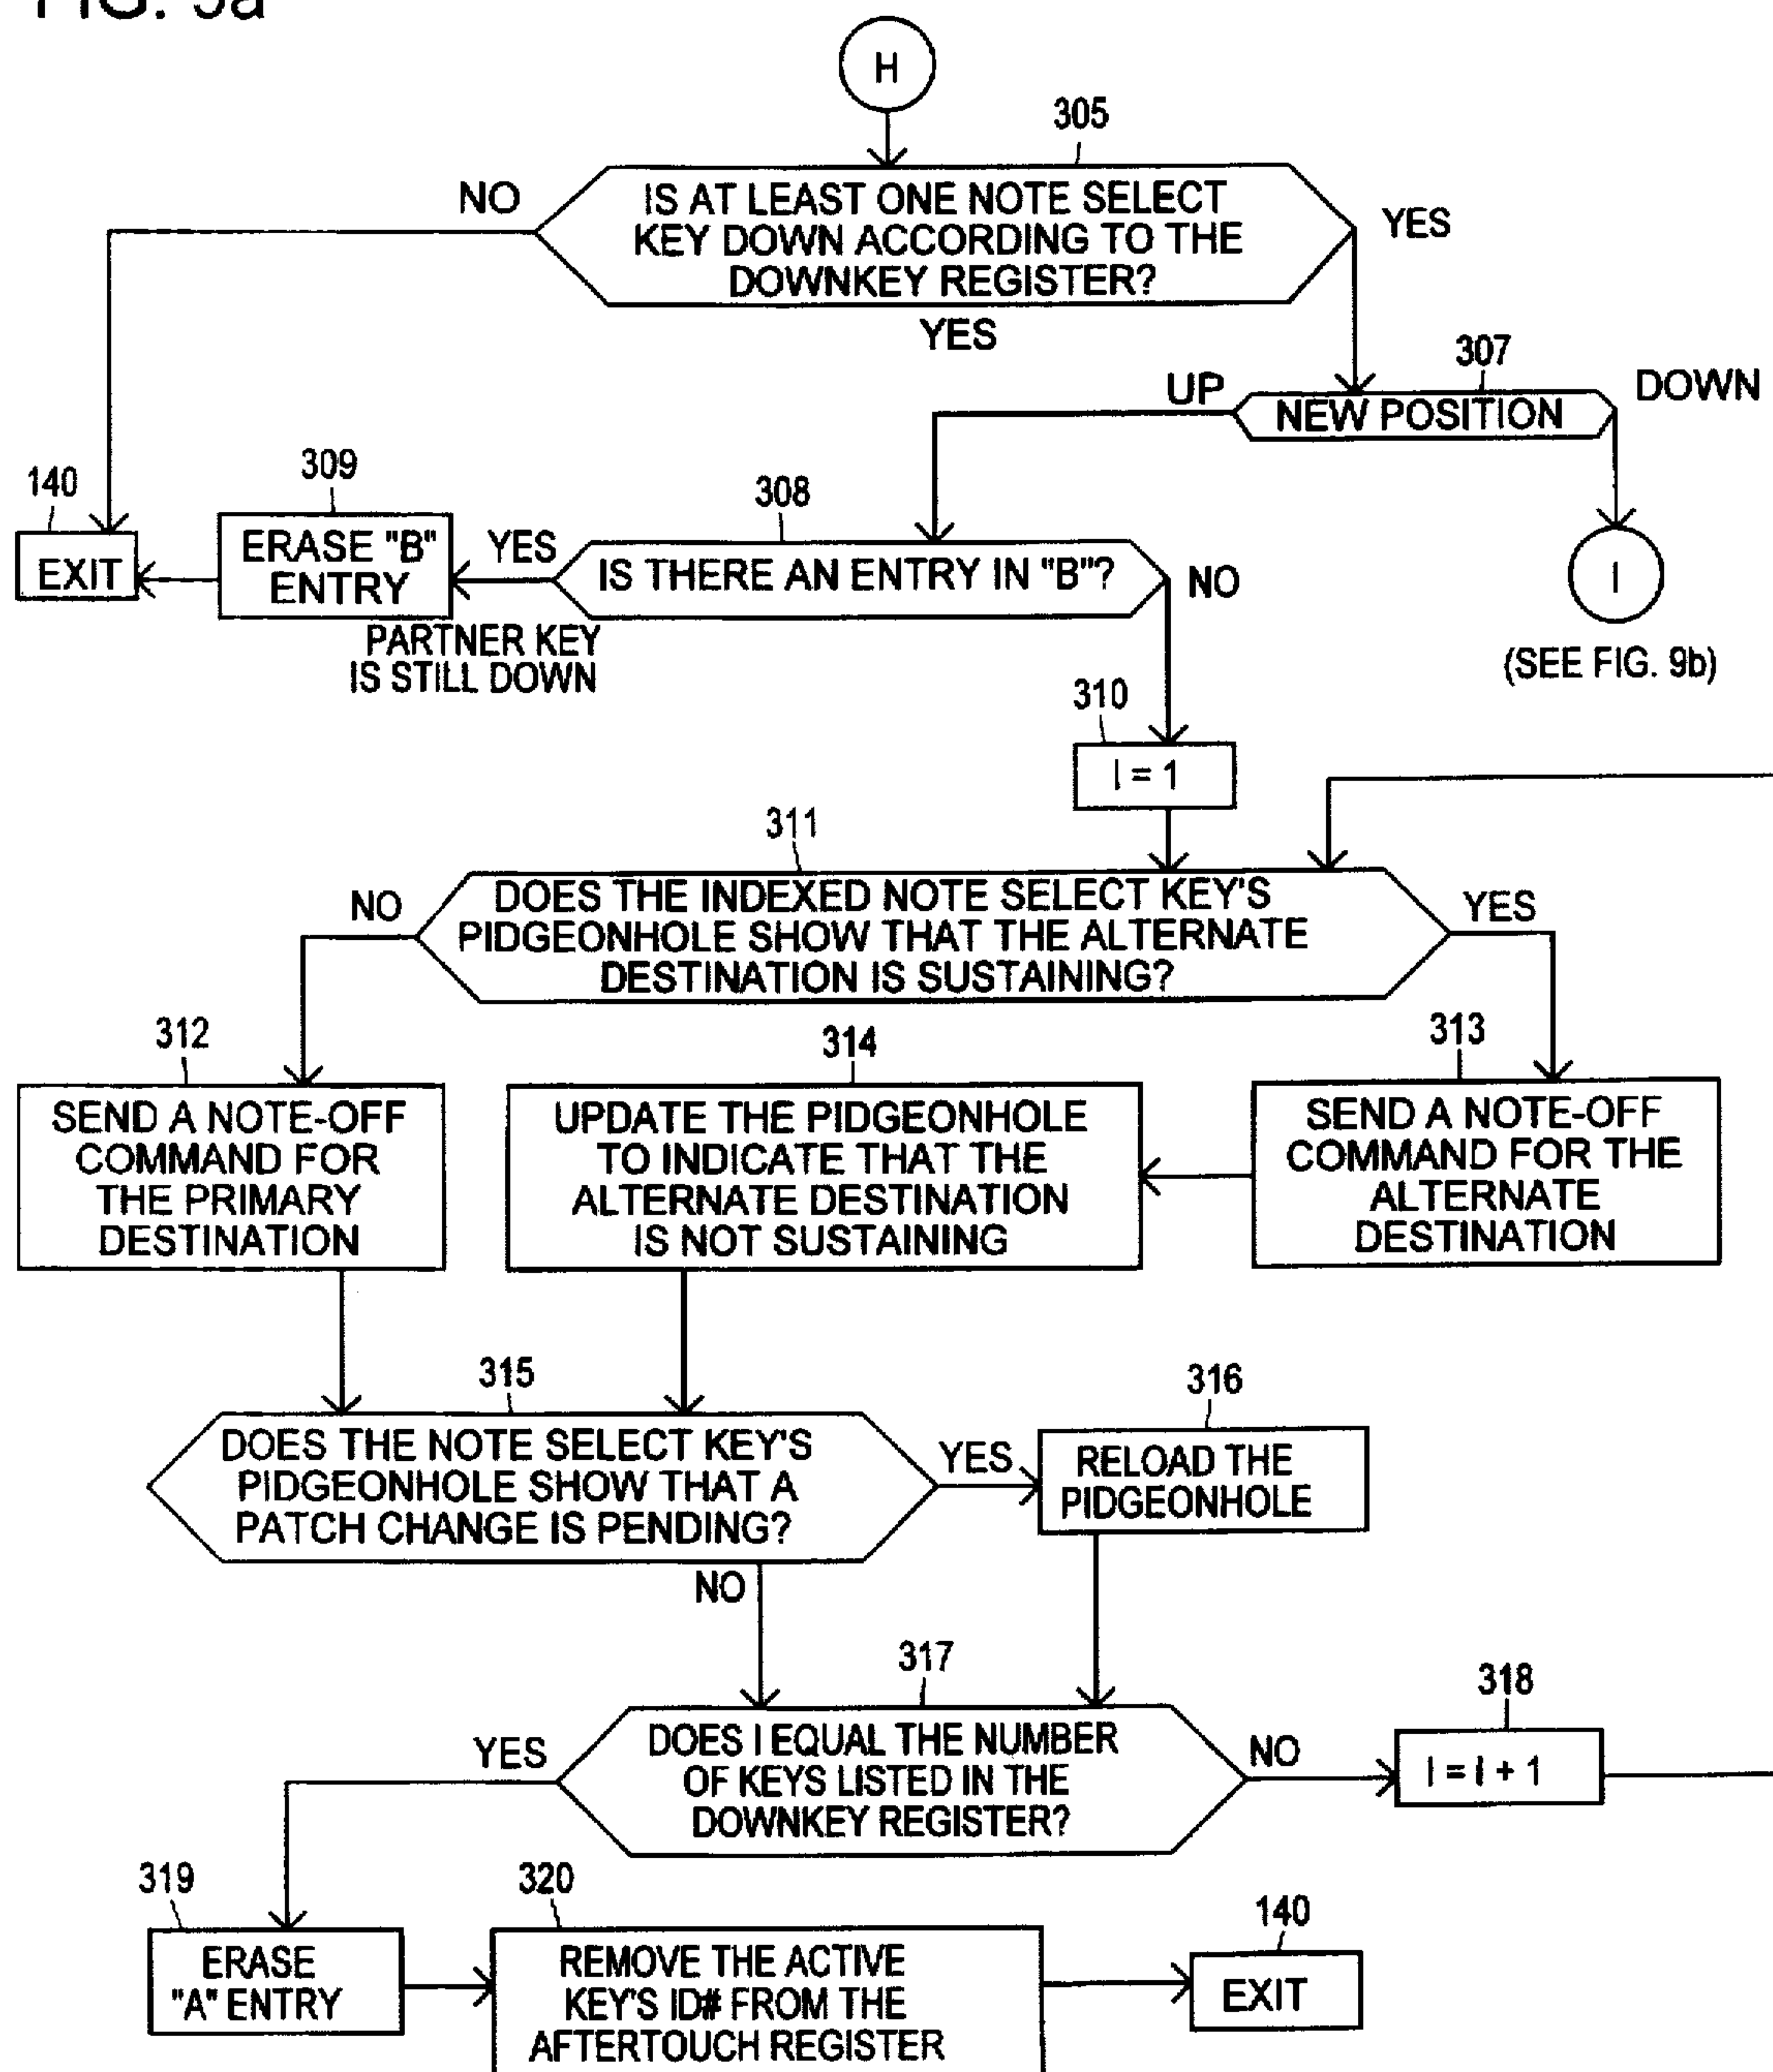 FIG. 9a
H
305
NO
IS AT LEAST ONE NOTE SELECT
KEY DOWN ACCORDING TO THE
DOWNKEY REGISTER?
YES
YES
307
UP
NEW POSITION
DOWN
140
EXIT
309
ERASE "B"
ENTRY
YES
308
IS THERE AN ENTRY IN "B"?
NO
I
PARTNER KEY
IS STILL DOWN
(SEE FIG. 9b)
310
I = 1
311
NO
DOES THE INDEXED NOTE SELECT KEY'S
PIDGEONHOLE SHOW THAT THE ALTERNATE
DESTINATION IS SUSTAINING?
YES
312
SEND A NOTE-OFF
COMMAND FOR
THE PRIMARY
DESTINATION
314
UPDATE THE PIDGEONHOLE
TO INDICATE THAT THE
ALTERNATE DESTINATION
IS NOT SUSTAINING
313
SEND A NOTE-OFF
COMMAND FOR THE
ALTERNATE
DESTINATION
315
DOES THE NOTE SELECT KEY'S
PIDGEONHOLE SHOW THAT A
PATCH CHANGE IS PENDING?
YES
316
RELOAD THE
PIDGEONHOLE
NO
317
YES
DOES I EQUAL THE NUMBER
OF KEYS LISTED IN THE
DOWNKEY REGISTER?
NO
318
I = I + 1
319
ERASE
"A" ENTRY
320
REMOVE THE ACTIVE
KEY'S ID# FROM THE
AFTERTOUCH REGISTER
140
EXIT